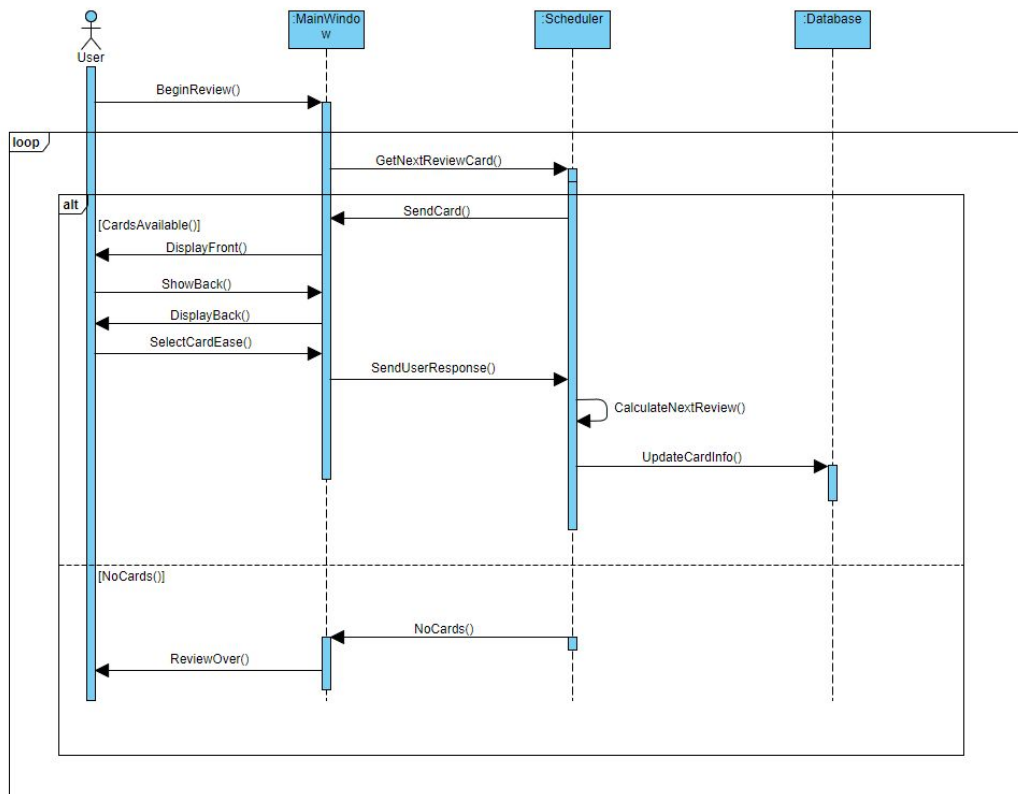 :MainWindo
w
:Scheduler
:Database
User
BeginReview()
loop
GetNextReviewCard()
alt
SendCard()
[CardsAvailable()]
DisplayFront()
ShowBack()
DisplayBack()
SelectCardEase()
SendUserResponse()
CalculateNextReview()
UpdateCardInfo()
[NoCards()]
NoCards()
ReviewOver()